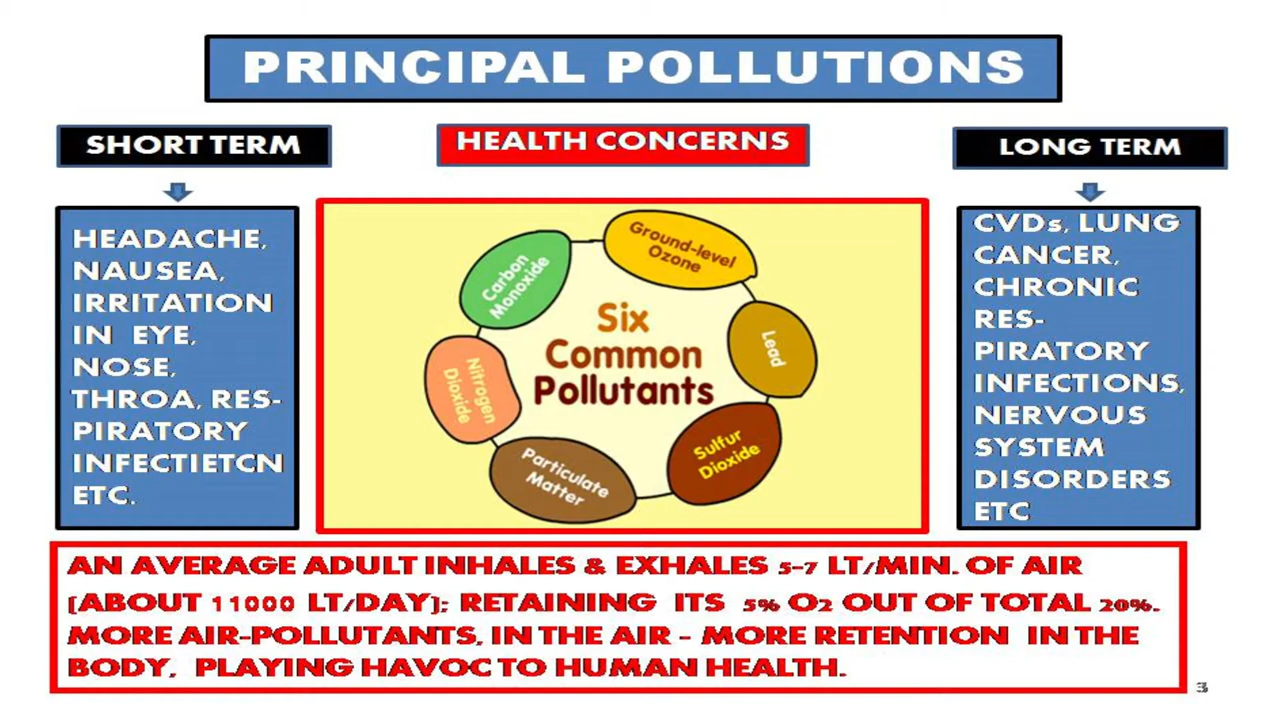 PRINCIPAL POLLUTIONS
SHORT TERM
HEALTH CONCERNS
LONG TERM
HEADACHE,
NAUSEA,
IRRITATION
IN EYE,
NOSE,
THROA, RES-
PIRATORY
INFECTIETCN
ETC.
Ground-level
Ozone
Carbon
Monoxide
Lead
Six
Common
Pollutants
Nitrogen
Dioxide
Sulfur
Dioxide
Particulate
Matter
CVDs, LUNG
CANCER,
CHRONIC
RES-
PIRATORY
INFECTIONS,
NERVOUS
SYSTEM
DISORDERS
ETC
AN AVERAGE ADULT INHALES & EXHALES 5-7 LT/MIN. OF AIR
(ABOUT 11000 LT/DAY); RETAINING ITS 5% O2 OUT OF TOTAL 20%.
MORE AIR-POLLUTANTS, IN THE AIR - MORE RETENTION IN THE
BODY, PLAYING HAVOC TO HUMAN HEALTH.
3